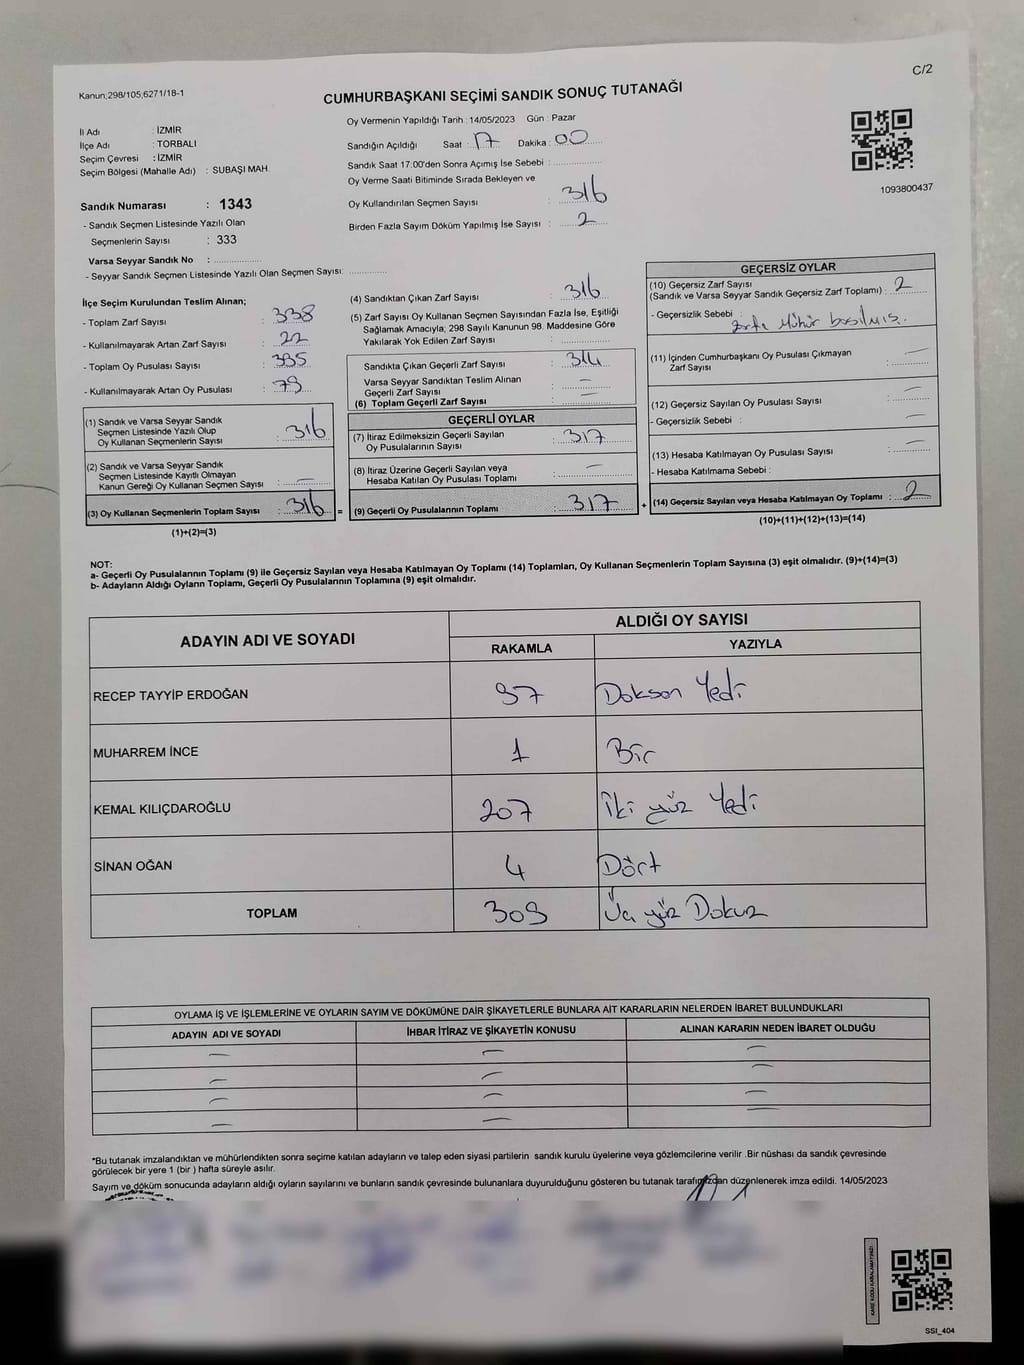 C/2
Kanun;298/105;6271/18-1
CUMHURBAŞKANI SEÇİMİ SANDIK SONUÇ TUTANAĞI
İl Adı : İZMİR
İlçe Adı : TORBALI
Seçim Çevresi : İZMİR
Seçim Bölgesi (Mahalle Adı) : SUBAŞI MAH.
Sandık Numarası : 1343
- Sandık Seçmen Listesinde Yazılı Olan
Seçmenlerin Sayısı : 333
Varsa Seyyar Sandık No : ..................
- Seyyar Sandık Seçmen Listesinde Yazılı Olan Seçmen Sayısı: .............
Oy Vermenin Yapıldığı Tarih : 14/05/2023 Gün : Pazar
Sandığın Açıldığı Saat : 17 Dakika : 00
Sandık Saat 17:00'den Sonra Açımış İse Sebebi : ................
Oy Verme Saati Bitiminde Sırada Bekleyen ve
Oy Kullandırılan Seçmen Sayısı : 316
Birden Fazla Sayım Döküm Yapılmış İse Sayısı : 2
1093800437
İlçe Seçim Kurulundan Teslim Alınan;
- Toplam Zarf Sayısı : 338
- Kullanılmayarak Artan Zarf Sayısı : 22
- Toplam Oy Pusulası Sayısı : 395
- Kullanılmayarak Artan Oy Pusulası : 79
(1) Sandık ve Varsa Seyyar Sandık
Seçmen Listesinde Yazılı Olup
Oy Kullanan Seçmenlerin Sayısı : 316
(2) Sandık ve Varsa Seyyar Sandık
Seçmen Listesinde Kayıtlı Olmayan
Kanun Gereği Oy Kullanan Seçmen Sayısı : —
(3) Oy Kullanan Seçmenlerin Toplam Sayısı : 316 =
(1)+(2)=(3)
(4) Sandıktan Çıkan Zarf Sayısı : 316
(5) Zarf Sayısı Oy Kullanan Seçmen Sayısından Fazla İse, Eşitliği
Sağlamak Amacıyla; 298 Sayılı Kanunun 98. Maddesine Göre
Yakılarak Yok Edilen Zarf Sayısı : ................
Sandıkta Çıkan Geçerli Zarf Sayısı : 314
Varsa Seyyar Sandıktan Teslim Alınan
Geçerli Zarf Sayısı : —
(6) Toplam Geçerli Zarf Sayısı : —
GEÇERLİ OYLAR
(7) İtiraz Edilmeksizin Geçerli Sayılan
Oy Pusulalarının Sayısı : 317
(8) İtiraz Üzerine Geçerli Sayılan veya
Hesaba Katılan Oy Pusulası Toplamı : —
(9) Geçerli Oy Pusulalarının Toplamı : 317 +
GEÇERSİZ OYLAR
(10) Geçersiz Zarf Sayısı
(Sandık ve Varsa Seyyar Sandık Geçersiz Zarf Toplamı) : 2
- Geçersizlik Sebebi : Zarfa Mühür basılmış.
(11) İçinden Cumhurbaşkanı Oy Pusulası Çıkmayan
Zarf Sayısı : —
(12) Geçersiz Sayılan Oy Pusulası Sayısı : —
- Geçersizlik Sebebi : —
(13) Hesaba Katılmayan Oy Pusulası Sayısı : —
- Hesaba Katılmama Sebebi : —
(14) Geçersiz Sayılan veya Hesaba Katılmayan Oy Toplamı : 2
(10)+(11)+(12)+(13)=(14)
NOT:
a- Geçerli Oy Pusulalarının Toplamı (9) ile Geçersiz Sayılan veya Hesaba Katılmayan Oy Toplamı (14) Toplamları, Oy Kullanan Seçmenlerin Toplam Sayısına (3) eşit olmalıdır. (9)+(14)=(3)
b- Adayların Aldığı Oyların Toplamı, Geçerli Oy Pusulalarının Toplamına (9) eşit olmalıdır.
ADAYIN ADI VE SOYADI
ALDIĞI OY SAYISI
RAKAMLA YAZIYLA
RECEP TAYYİP ERDOĞAN 97 Doksan Yedi
MUHARREM İNCE 1 Bir
KEMAL KILIÇDAROĞLU 207 İki yüz Yedi
SİNAN OĞAN 4 Dört
TOPLAM 309 Üç yüz Dokuz
OYLAMA İŞ VE İŞLEMLERİNE VE OYLARIN SAYIM VE DÖKÜMÜNE DAİR ŞİKAYETLERLE BUNLARA AİT KARARLARIN NELERDEN İBARET BULUNDUKLARI
ADAYIN ADI VE SOYADI İHBAR İTİRAZ VE ŞİKAYETİN KONUSU ALINAN KARARIN NEDEN İBARET OLDUĞU
— — —
— — —
— — —
— — —
*Bu tutanak imzalandıktan ve mühürlendikten sonra seçime katılan adayların ve talep eden siyasi partilerin sandık kurulu üyelerine veya gözlemcilerine verilir .Bir nüshası da sandık çevresinde
görülecek bir yere 1 (bir ) hafta süreyle asılır.
Sayım ve döküm sonucunda adayların aldığı oyların sayılarını ve bunların sandık çevresinde bulunanlara duyurulduğunu gösteren bu tutanak tarafımızdan düzenlenerek imza edildi. 14/05/2023
SSI_404